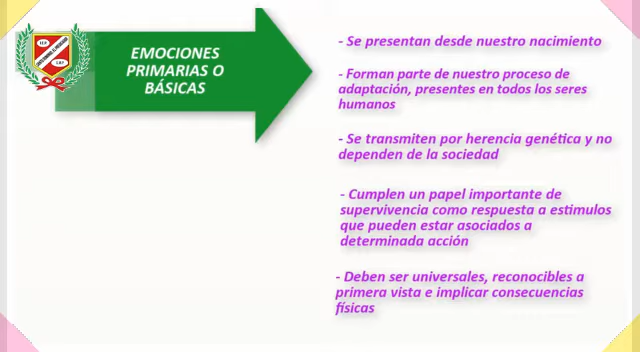 EMOCIONES
PRIMARIAS O
BÁSICAS
- Se presentan desde nuestro nacimiento
- Forman parte de nuestro proceso de
adaptación, presentes en todos los seres
humanos
- Se transmiten por herencia genética y no
dependen de la sociedad
- Cumplen un papel importante de
supervivencia como respuesta a estimulos
que pueden estar asociados a
determinada acción
- Deben ser universales, reconocibles a
primera vista e implicar consecuencias
físicas